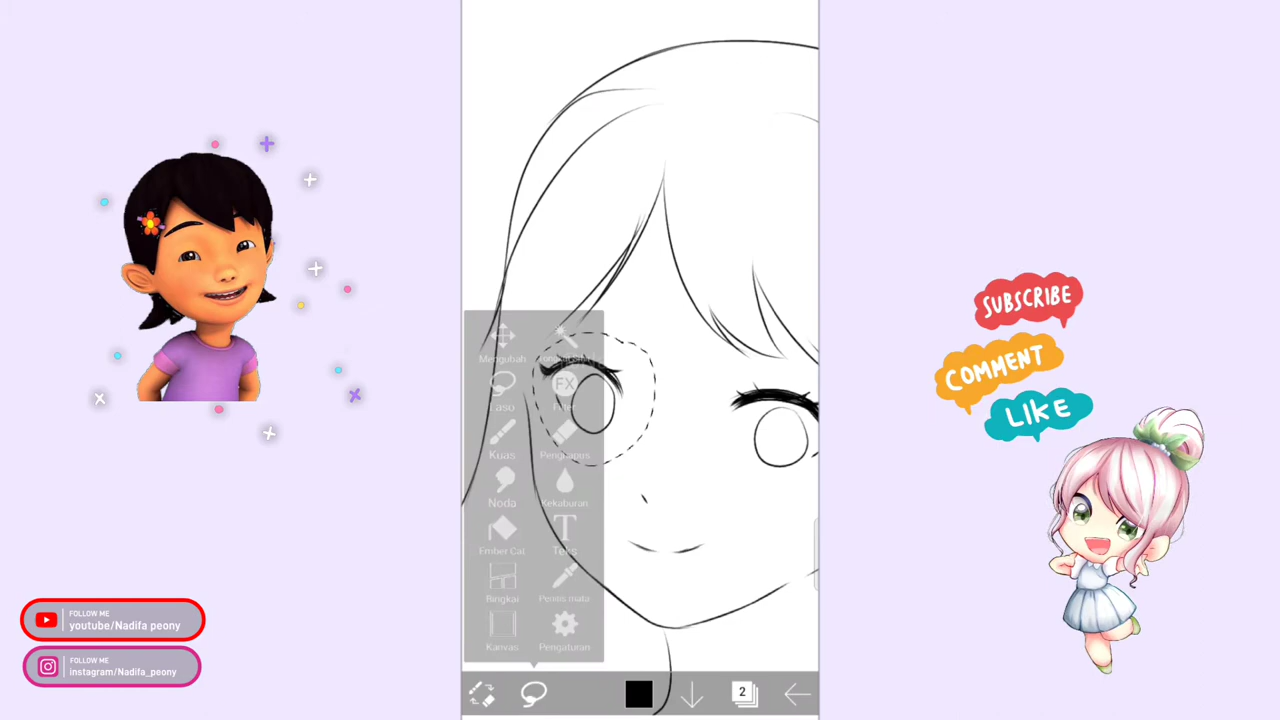 Mengubah
Laso
Filter
Kuas
Penghapus
Noda
Kekaburan
Ember Cat
Teks
Bingkai
Penitis mata
Kanvas
Pengaturan
2
SUBSCRIBE
COMMENT
LIKE
FOLLOW ME
youtube/Nadifa peony
FOLLOW ME
instagram/Nadifa_peony